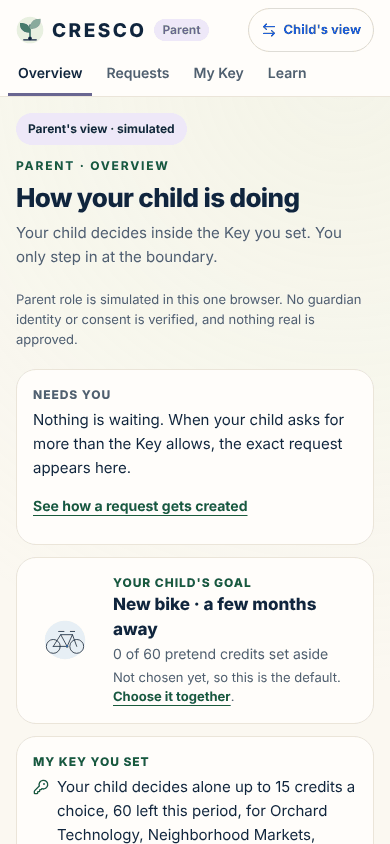 CRESCO Parent Child's view
Overview Requests My Key Learn
Parent's view · simulated
PARENT · OVERVIEW
How your child is doing
Your child decides inside the Key you set. You
only step in at the boundary.
Parent role is simulated in this one browser. No guardian
identity or consent is verified, and nothing real is
approved.
NEEDS YOU
Nothing is waiting. When your child asks for
more than the Key allows, the exact request
appears here.
See how a request gets created
YOUR CHILD'S GOAL
New bike · a few months
away
0 of 60 pretend credits set aside
Not chosen yet, so this is the default.
Choose it together.
MY KEY YOU SET
Your child decides alone up to 15 credits a
choice, 60 left this period, for Orchard
Technology, Neighborhood Markets,